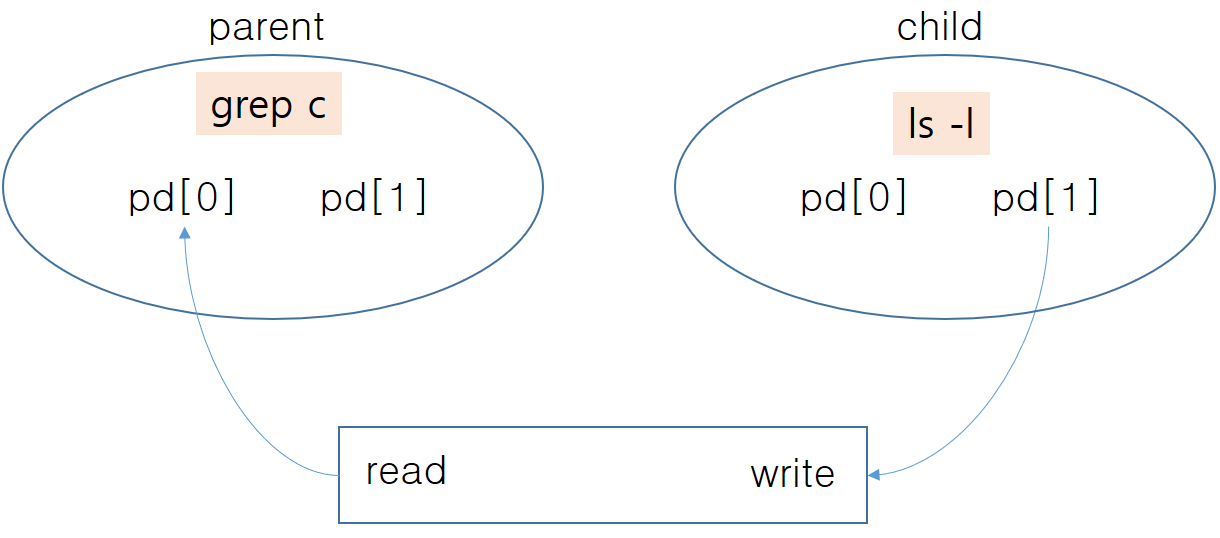 parent
child
grep c
ls -l
pd[0]
pd[1]
pd[0]
pd[1]
read
write